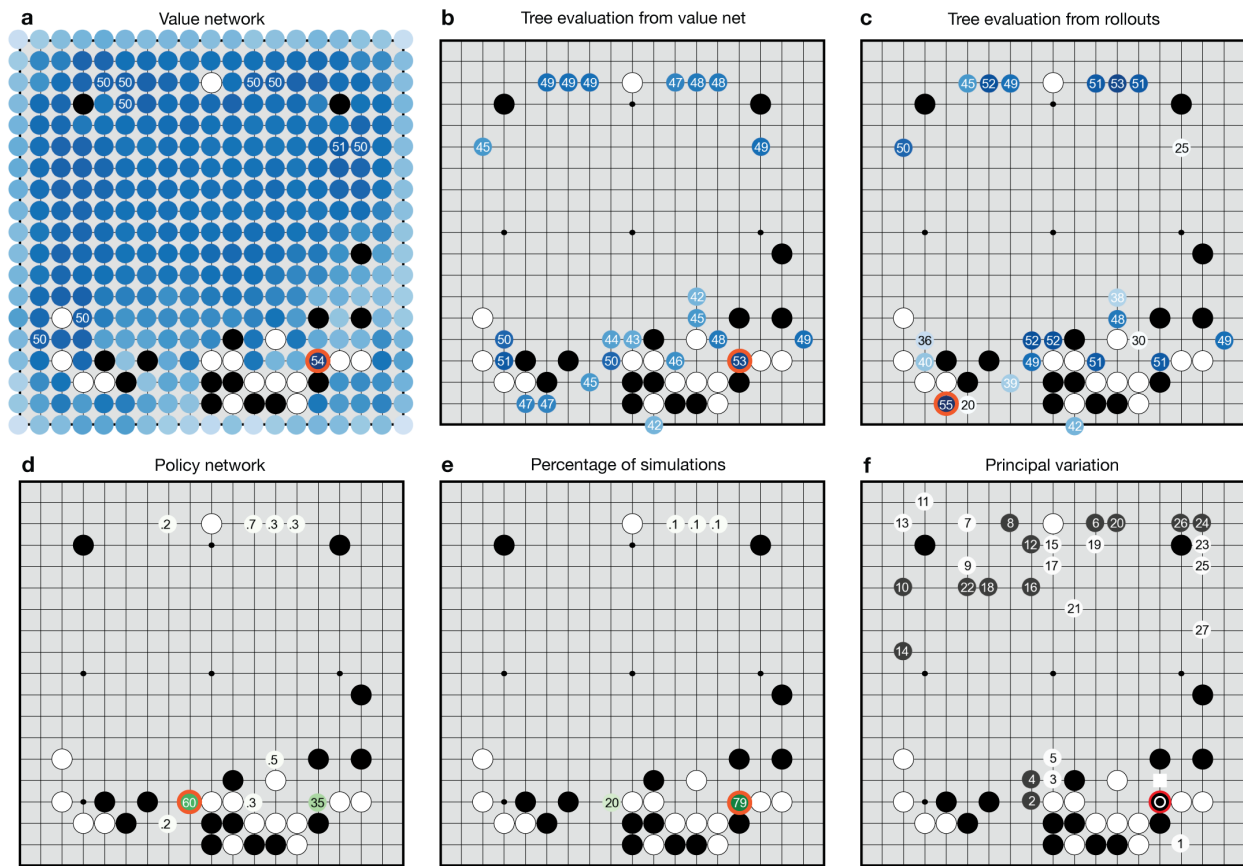 a Value network
b Tree evaluation from value net
c Tree evaluation from rollouts
50 50 50 50
50
51 50
50
50
54
49 49 49 47 48 48
45 49
42
45
50 44 43 48 49
51 50 46 53
45
47 47
42
45 52 49 51 53 51
50 25
38
48
36 52 52 30 49
40 49 51 51
39
55 20
42
d Policy network
e Percentage of simulations
f Principal variation
.2 .7 .3 .3
.5
60 .3 35
.2
.1 .1 .1
20 79
11
13 7 8 6 20 26 24
12 15 19 23
9 17 25
10 22 18 16
21
27
14
5
4 3
2
1